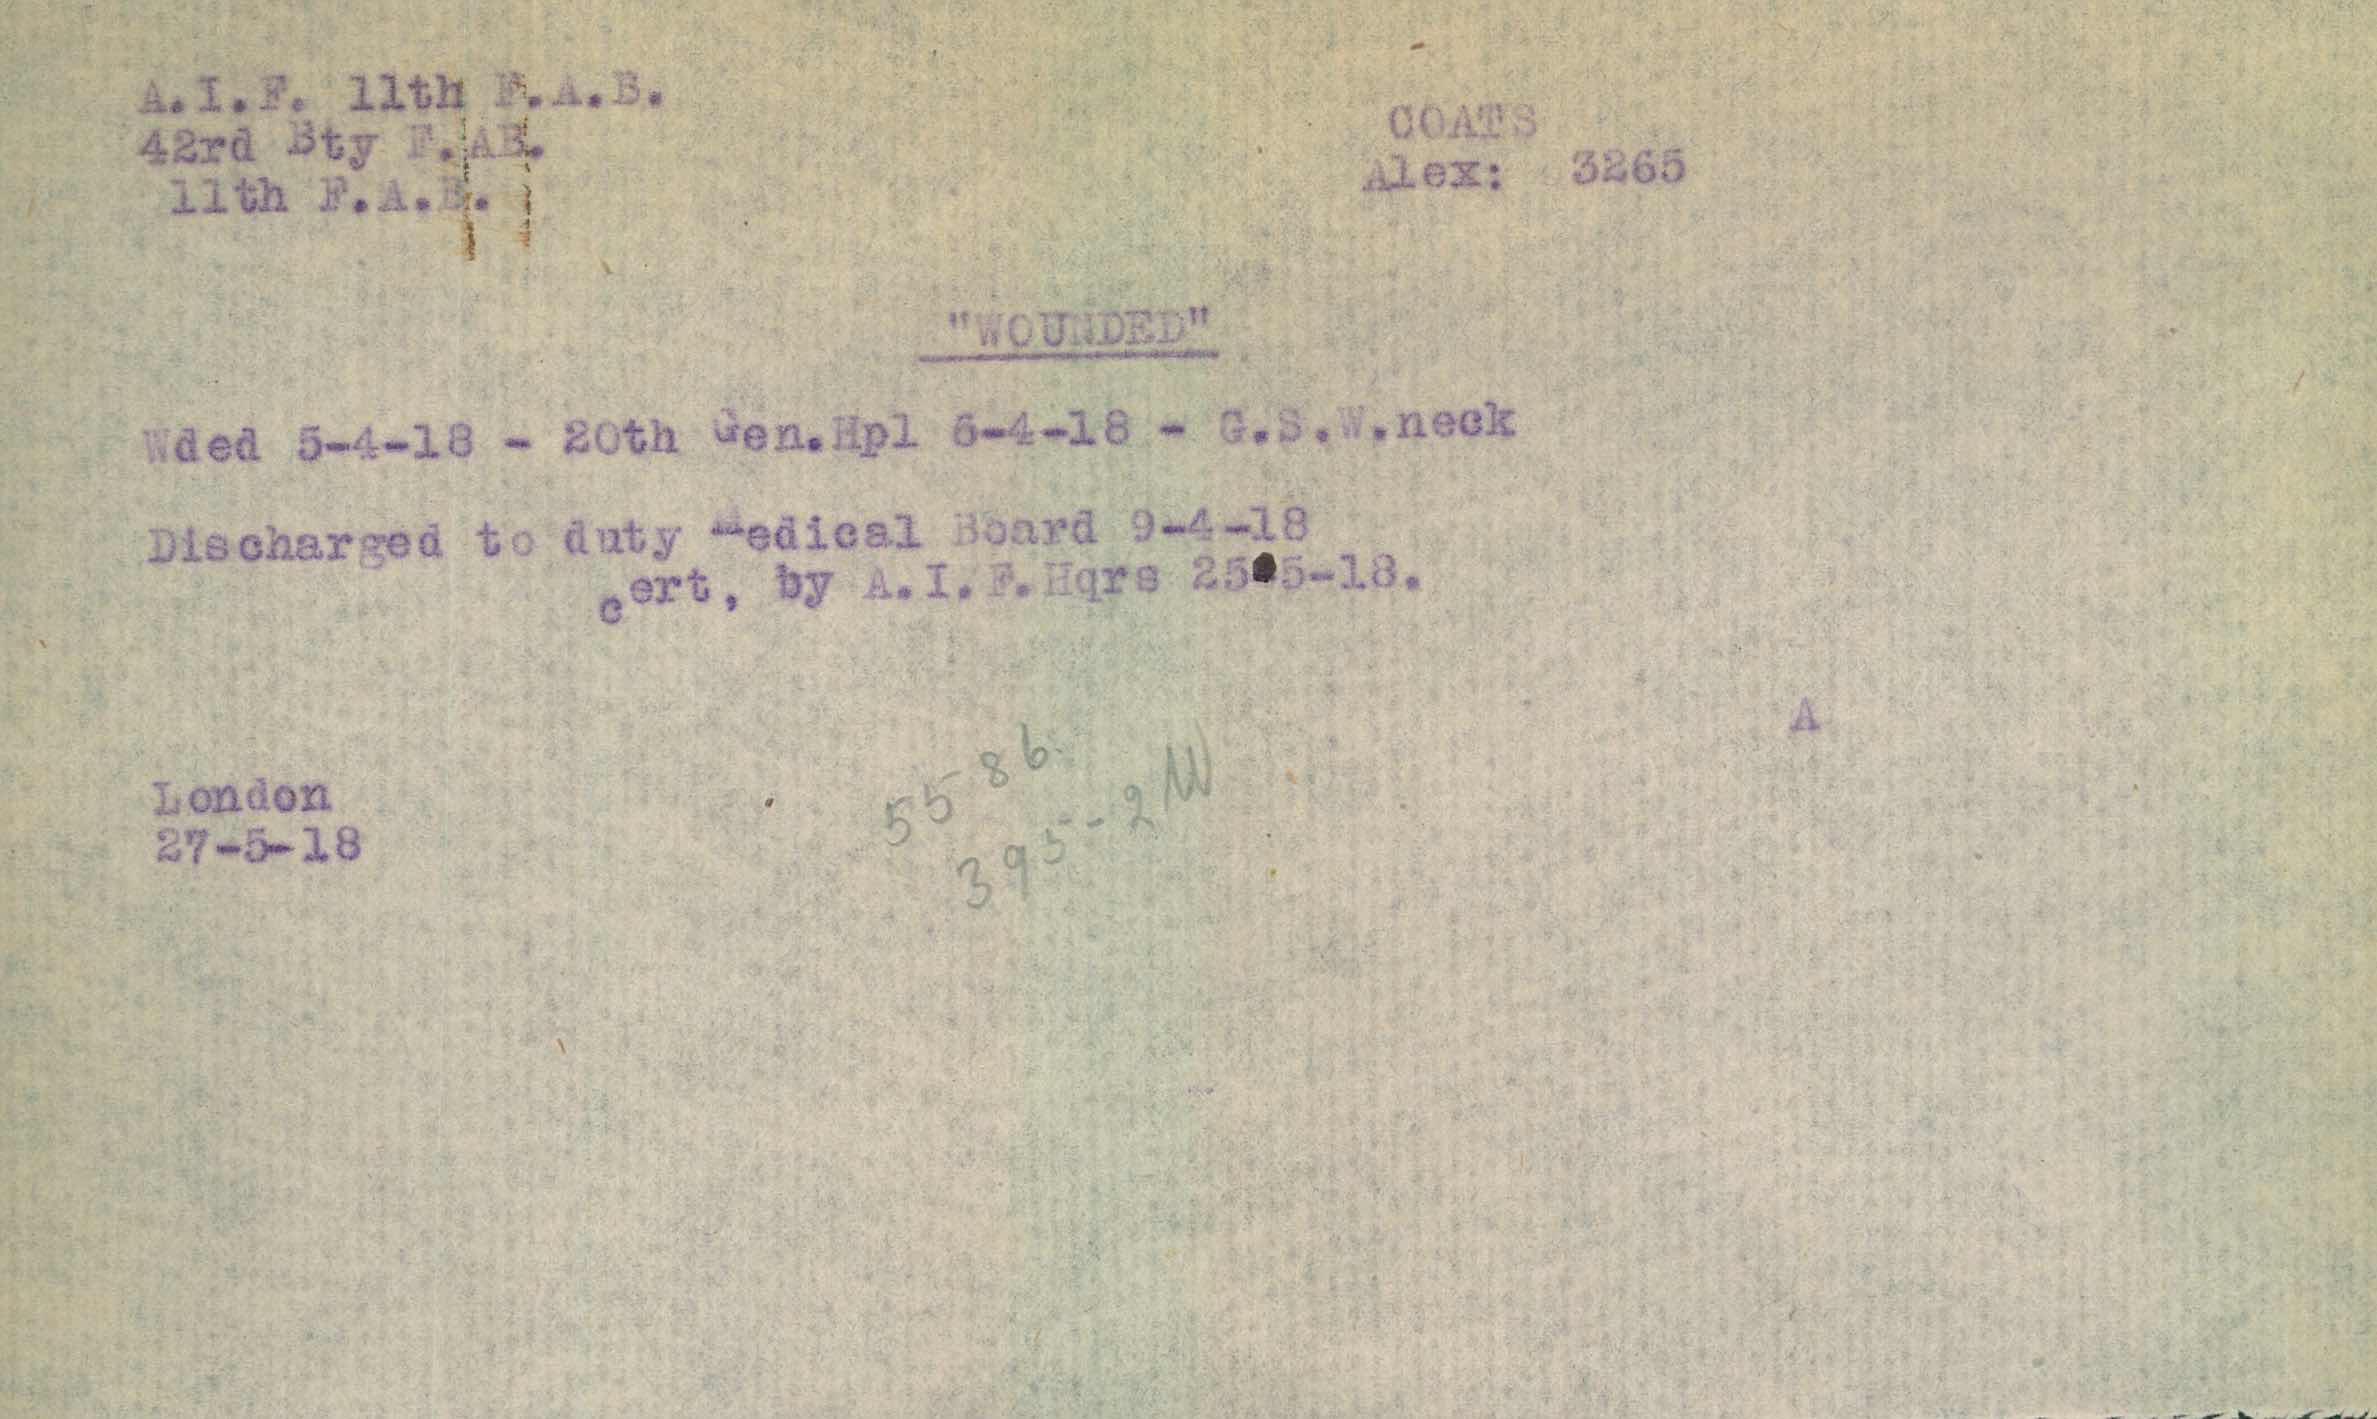 A.I.F. 11th F.A.B.
42rd Bty F.AB.
11th F.A.B.
COATS
Alex: 3265
"WOUNDED"
Wded 5-4-18 - 20th Gen.Hpl 6-4-18 - G.S.W.neck
Discharged to duty Medical Board 9-4-18
cert, by A.I.F.Hqrs 25-5-18.
A
London
27-5-18
5586.
395-2W